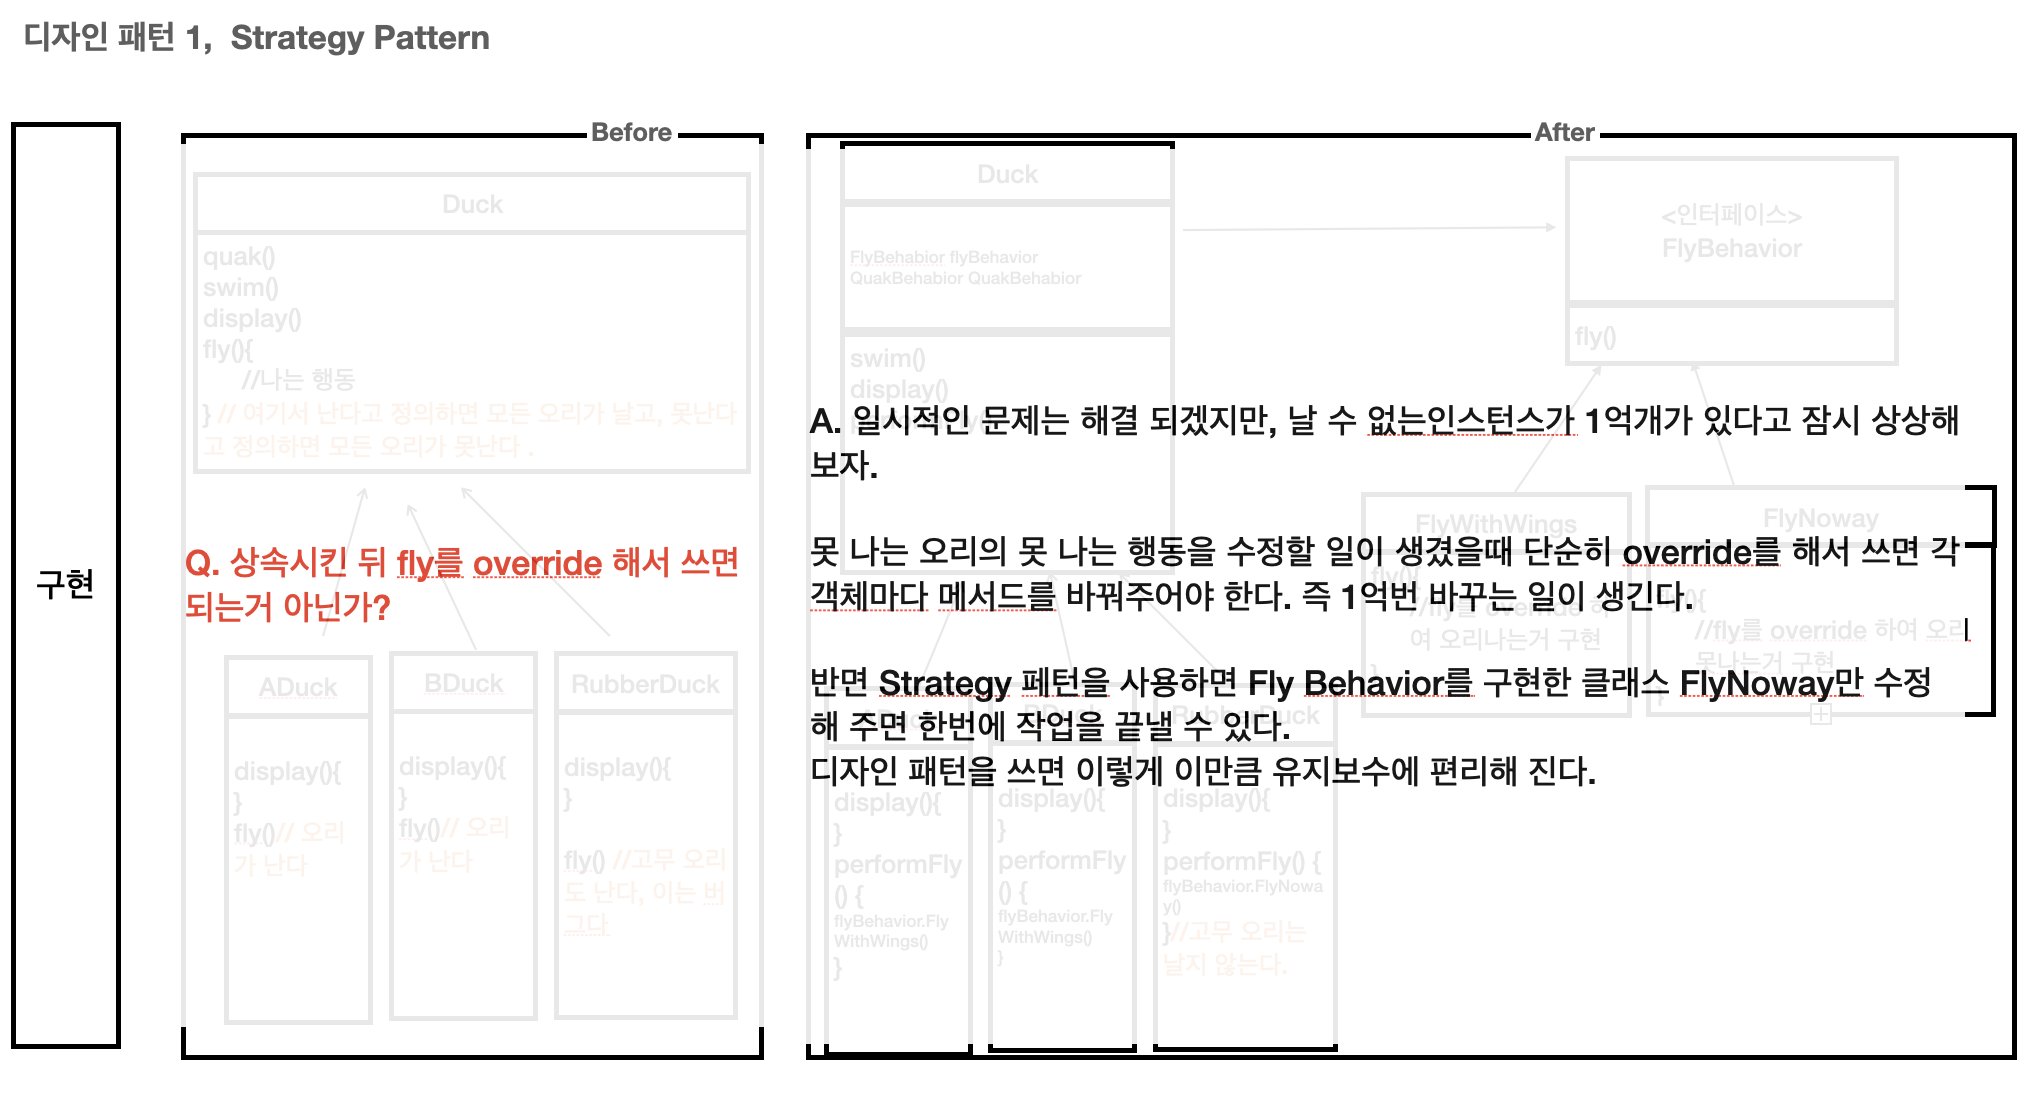 디자인 패턴 1,  Strategy Pattern
구현
Before
Duck
quak()
swim()
display()
fly(){
//나는 행동
} // 여기서 난다고 정의하면 모든 오리가 날고, 못난다
고 정의하면 모든 오리가 못난다 .
Q. 상속시킨 뒤 fly를 override 해서 쓰면
되는거 아닌가?
ADuck
display(){
}
fly()// 오리
가 난다
BDuck
display(){
}
fly()// 오리
가 난다
RubberDuck
display(){
}
fly() //고무 오리
도 난다, 이는 버
그다
After
Duck
FlyBehabior flyBehavior
QuakBehabior QuakBehabior
swim()
display()
<인터페이스>
FlyBehavior
fly()
A. 일시적인 문제는 해결 되겠지만, 날 수 없는인스턴스가 1억개가 있다고 잠시 상상해
보자.
못 나는 오리의 못 나는 행동을 수정할 일이 생겼을때 단순히 override를 해서 쓰면 각
객체마다 메서드를 바꿔주어야 한다. 즉 1억번 바꾸는 일이 생긴다.
반면 Strategy 패턴을 사용하면 Fly Behavior를 구현한 클래스 FlyNoway만 수정
해 주면 한번에 작업을 끝낼 수 있다.
디자인 패턴을 쓰면 이렇게 이만큼 유지보수에 편리해 진다.
FlyWithWings
fly(){
//fly를 override 하
여 오리나는거 구현
}
FlyNoway
fly(){
//fly를 override 하여 오리
못나는거 구현
}
ADuck
display(){
}
performFly
() {
flyBehavior.Fly
WithWings()
}
BDuck
display(){
}
performFly
() {
flyBehavior.Fly
WithWings()
}
RubberDuck
display(){
}
performFly() {
flyBehavior.FlyNowa
y()
}//고무 오리는
날지 않는다.